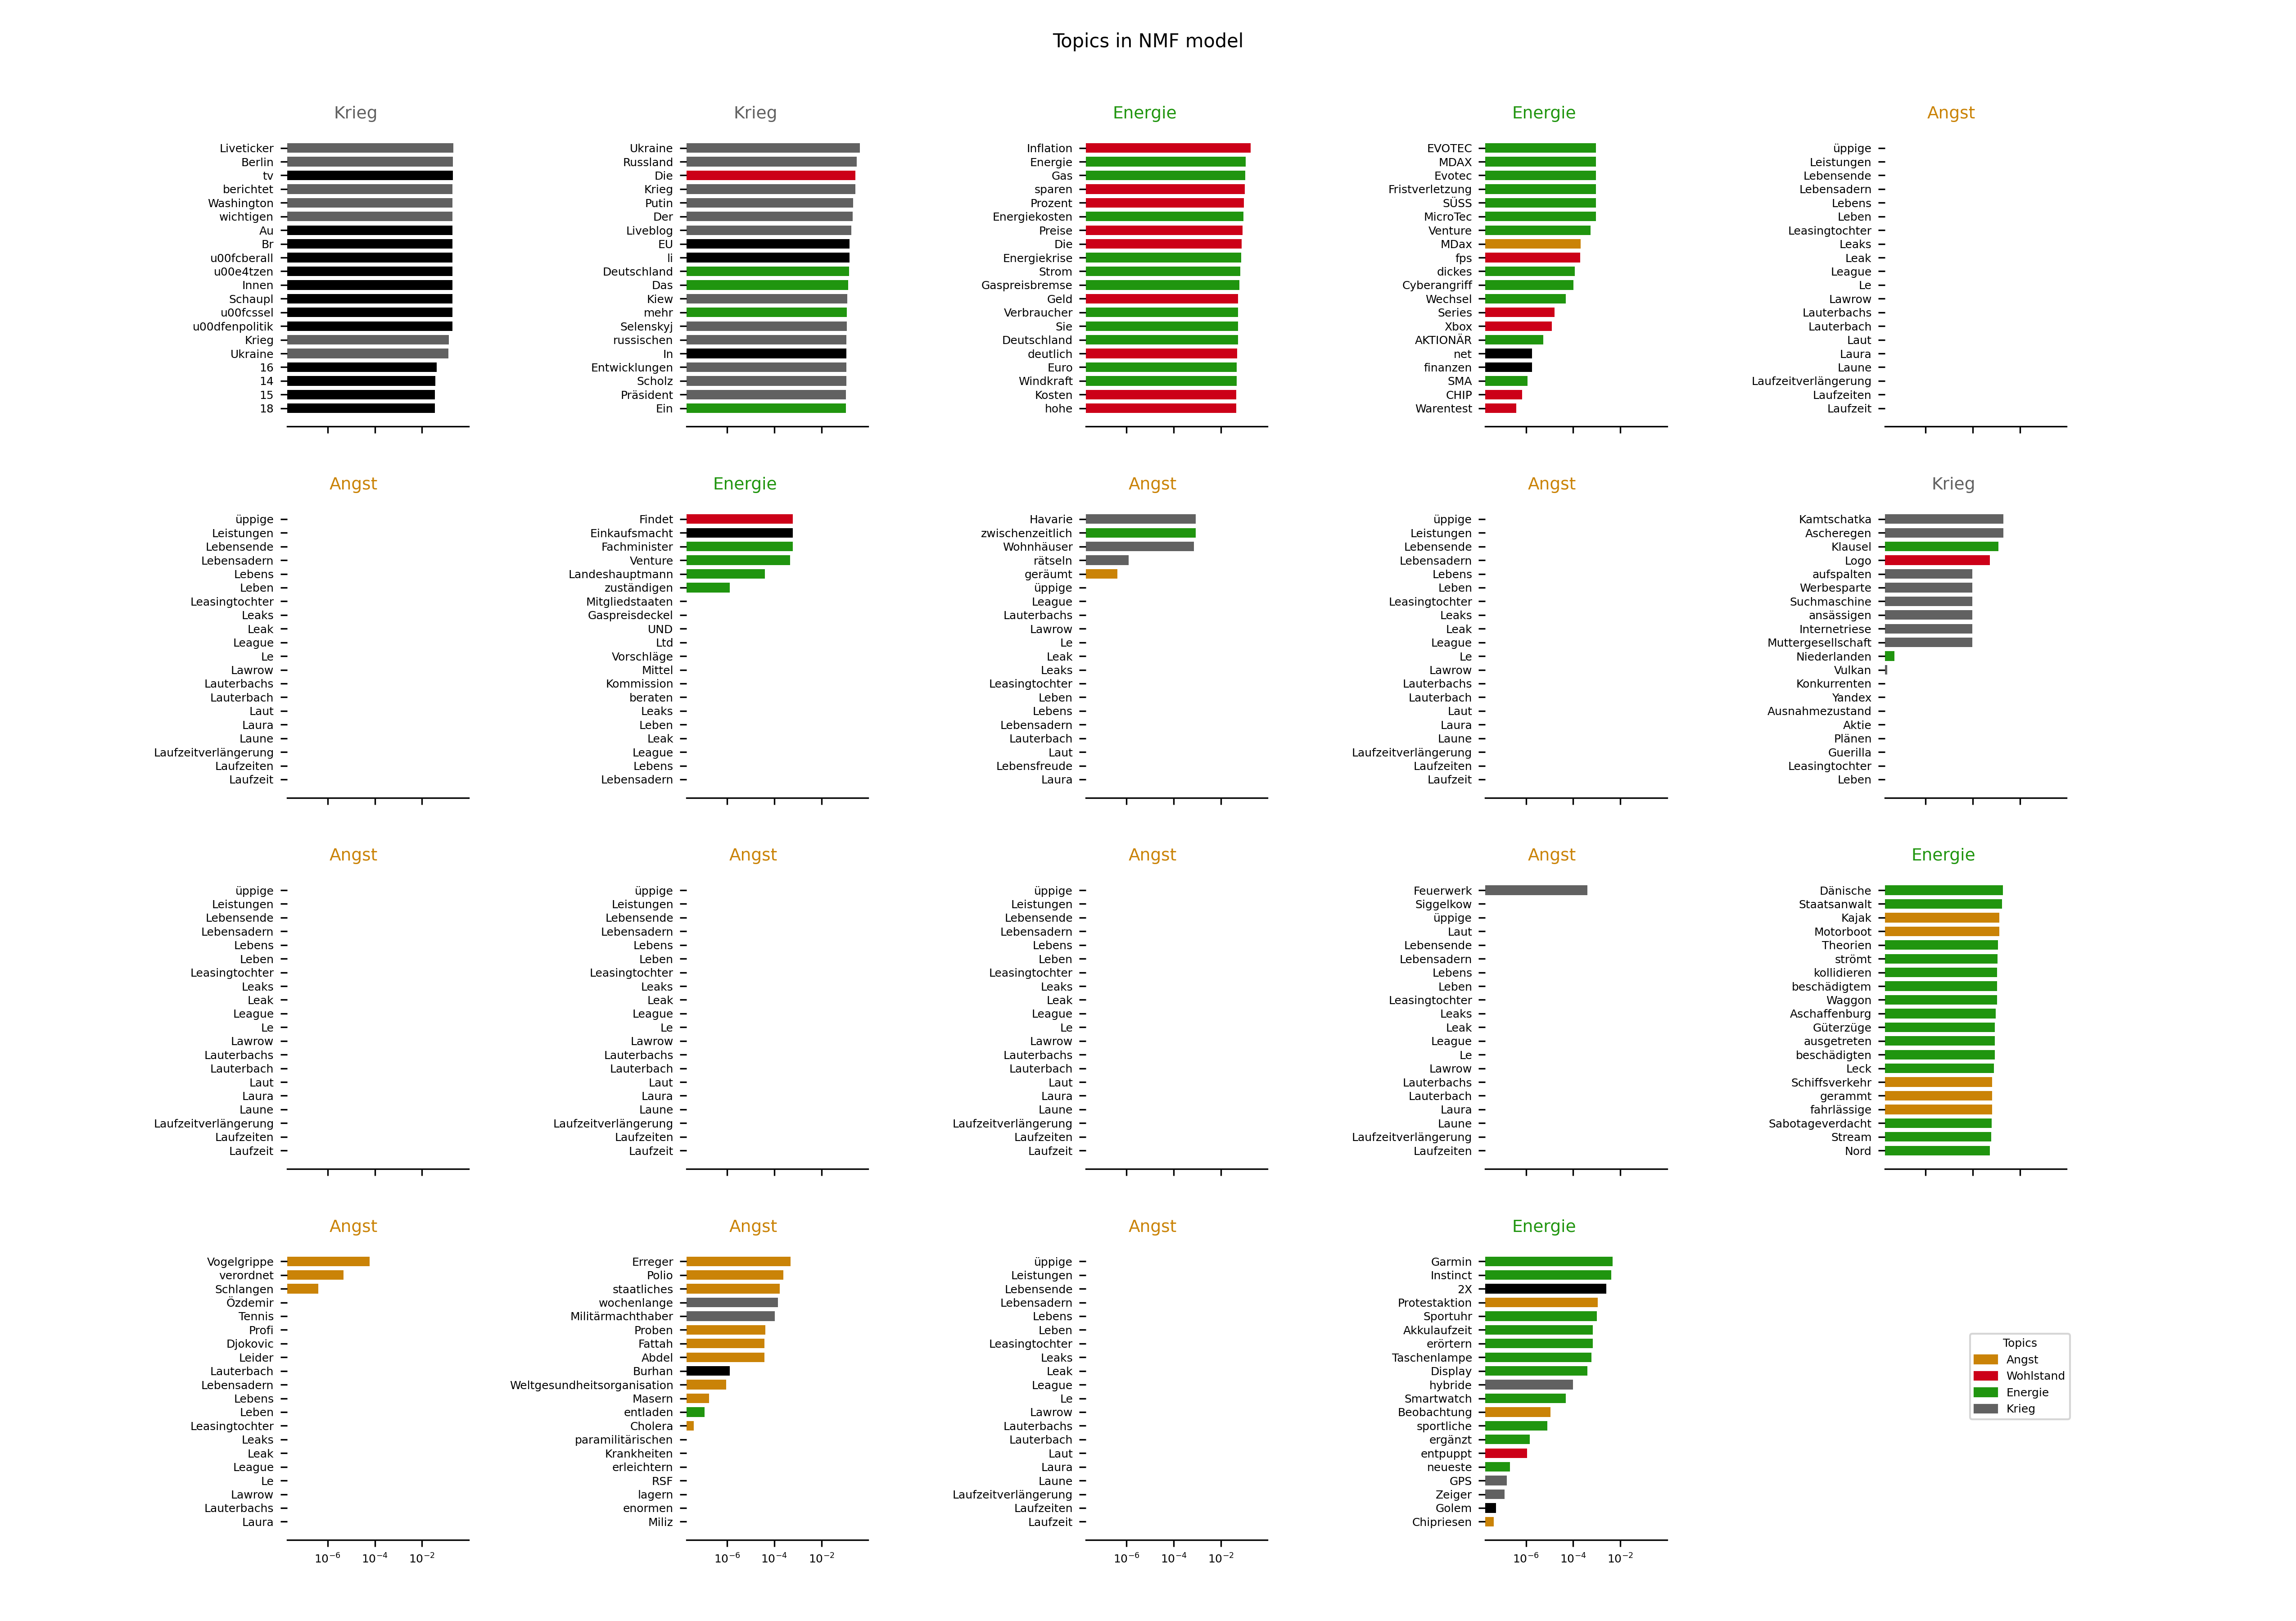 Topics in NMF model
Krieg
Liveticker
Berlin
tv
berichtet
Washington
wichtigen
Au
Br
u00fcberall
u00e4tzen
Innen
Schaupl
u00fcssel
u00dfenpolitik
Krieg
Ukraine
16
14
15
18
Krieg
Ukraine
Russland
Die
Krieg
Putin
Der
Liveblog
EU
li
Deutschland
Das
Kiew
mehr
Selenskyj
russischen
In
Entwicklungen
Scholz
Präsident
Ein
Energie
Inflation
Energie
Gas
sparen
Prozent
Energiekosten
Preise
Die
Energiekrise
Strom
Gaspreisbremse
Geld
Verbraucher
Sie
Deutschland
deutlich
Euro
Windkraft
Kosten
hohe
Energie
EVOTEC
MDAX
Evotec
Fristverletzung
SÜSS
MicroTec
Venture
MDax
fps
dickes
Cyberangriff
Wechsel
Series
Xbox
AKTIONÄR
net
finanzen
SMA
CHIP
Warentest
Angst
üppige
Leistungen
Lebensende
Lebensadern
Lebens
Leben
Leasingtochter
Leaks
Leak
League
Le
Lawrow
Lauterbachs
Lauterbach
Laut
Laura
Laune
Laufzeitverlängerung
Laufzeiten
Laufzeit
Angst
üppige
Leistungen
Lebensende
Lebensadern
Lebens
Leben
Leasingtochter
Leaks
Leak
League
Le
Lawrow
Lauterbachs
Lauterbach
Laut
Laura
Laune
Laufzeitverlängerung
Laufzeiten
Laufzeit
Energie
Findet
Einkaufsmacht
Fachminister
Venture
Landeshauptmann
zuständigen
Mitgliedstaaten
Gaspreisdeckel
UND
Ltd
Vorschläge
Mittel
Kommission
beraten
Leaks
Leben
Leak
League
Lebens
Lebensadern
Angst
Havarie
zwischenzeitlich
Wohnhäuser
rätseln
geräumt
üppige
League
Lauterbachs
Lawrow
Le
Leak
Leaks
Leasingtochter
Leben
Lebens
Lebensadern
Lauterbach
Laut
Lebensfreude
Laura
Angst
üppige
Leistungen
Lebensende
Lebensadern
Lebens
Leben
Leasingtochter
Leaks
Leak
League
Le
Lawrow
Lauterbachs
Lauterbach
Laut
Laura
Laune
Laufzeitverlängerung
Laufzeiten
Laufzeit
Krieg
Kamtschatka
Ascheregen
Klausel
Logo
aufspalten
Werbesparte
Suchmaschine
ansässigen
Internetriese
Muttergesellschaft
Niederlanden
Vulkan
Konkurrenten
Yandex
Ausnahmezustand
Aktie
Plänen
Guerilla
Leasingtochter
Leben
Angst
üppige
Leistungen
Lebensende
Lebensadern
Lebens
Leben
Leasingtochter
Leaks
Leak
League
Le
Lawrow
Lauterbachs
Lauterbach
Laut
Laura
Laune
Laufzeitverlängerung
Laufzeiten
Laufzeit
Angst
üppige
Leistungen
Lebensende
Lebensadern
Lebens
Leben
Leasingtochter
Leaks
Leak
League
Le
Lawrow
Lauterbachs
Lauterbach
Laut
Laura
Laune
Laufzeitverlängerung
Laufzeiten
Laufzeit
Angst
üppige
Leistungen
Lebensende
Lebensadern
Lebens
Leben
Leasingtochter
Leaks
Leak
League
Le
Lawrow
Lauterbachs
Lauterbach
Laut
Laura
Laune
Laufzeitverlängerung
Laufzeiten
Laufzeit
Angst
Feuerwerk
Siggelkow
üppige
Laut
Lebensende
Lebensadern
Lebens
Leben
Leasingtochter
Leaks
Leak
League
Le
Lawrow
Lauterbachs
Lauterbach
Laura
Laune
Laufzeitverlängerung
Laufzeiten
Energie
Dänische
Staatsanwalt
Kajak
Motorboot
Theorien
strömt
kollidieren
beschädigtem
Waggon
Aschaffenburg
Güterzüge
ausgetreten
beschädigten
Leck
Schiffsverkehr
gerammt
fahrlässige
Sabotageverdacht
Stream
Nord
Angst
Vogelgrippe
verordnet
Schlangen
Özdemir
Tennis
Profi
Djokovic
Leider
Lauterbach
Lebensadern
Lebens
Leben
Leasingtochter
Leaks
Leak
League
Le
Lawrow
Lauterbachs
Laura
10⁻⁶ 10⁻⁴ 10⁻²
Angst
Erreger
Polio
staatliches
wochenlange
Militärmachthaber
Proben
Fattah
Abdel
Burhan
Weltgesundheitsorganisation
Masern
entladen
Cholera
paramilitärischen
Krankheiten
erleichtern
RSF
lagern
enormen
Miliz
10⁻⁶ 10⁻⁴ 10⁻²
Angst
üppige
Leistungen
Lebensende
Lebensadern
Lebens
Leben
Leasingtochter
Leaks
Leak
League
Le
Lawrow
Lauterbachs
Lauterbach
Laut
Laura
Laune
Laufzeitverlängerung
Laufzeiten
Laufzeit
10⁻⁶ 10⁻⁴ 10⁻²
Energie
Garmin
Instinct
2X
Protestaktion
Sportuhr
Akkulaufzeit
erörtern
Taschenlampe
Display
hybride
Smartwatch
Beobachtung
sportliche
ergänzt
entpuppt
neueste
GPS
Zeiger
Golem
Chipriesen
10⁻⁶ 10⁻⁴ 10⁻²
Topics
Angst
Wohlstand
Energie
Krieg